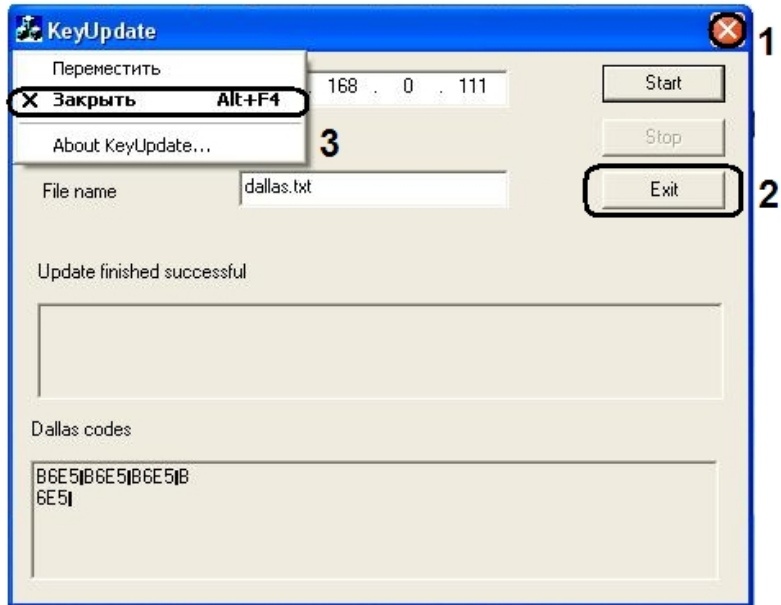 KeyUpdate
1
Переместить
. 168 . 0 . 111
Start
Закрыть Alt+F4
About KeyUpdate...
3
Stop
File name
dallas.txt
Exit
2
Update finished successful
Dallas codes
B6E5|B6E5|B6E5|B
6E5|